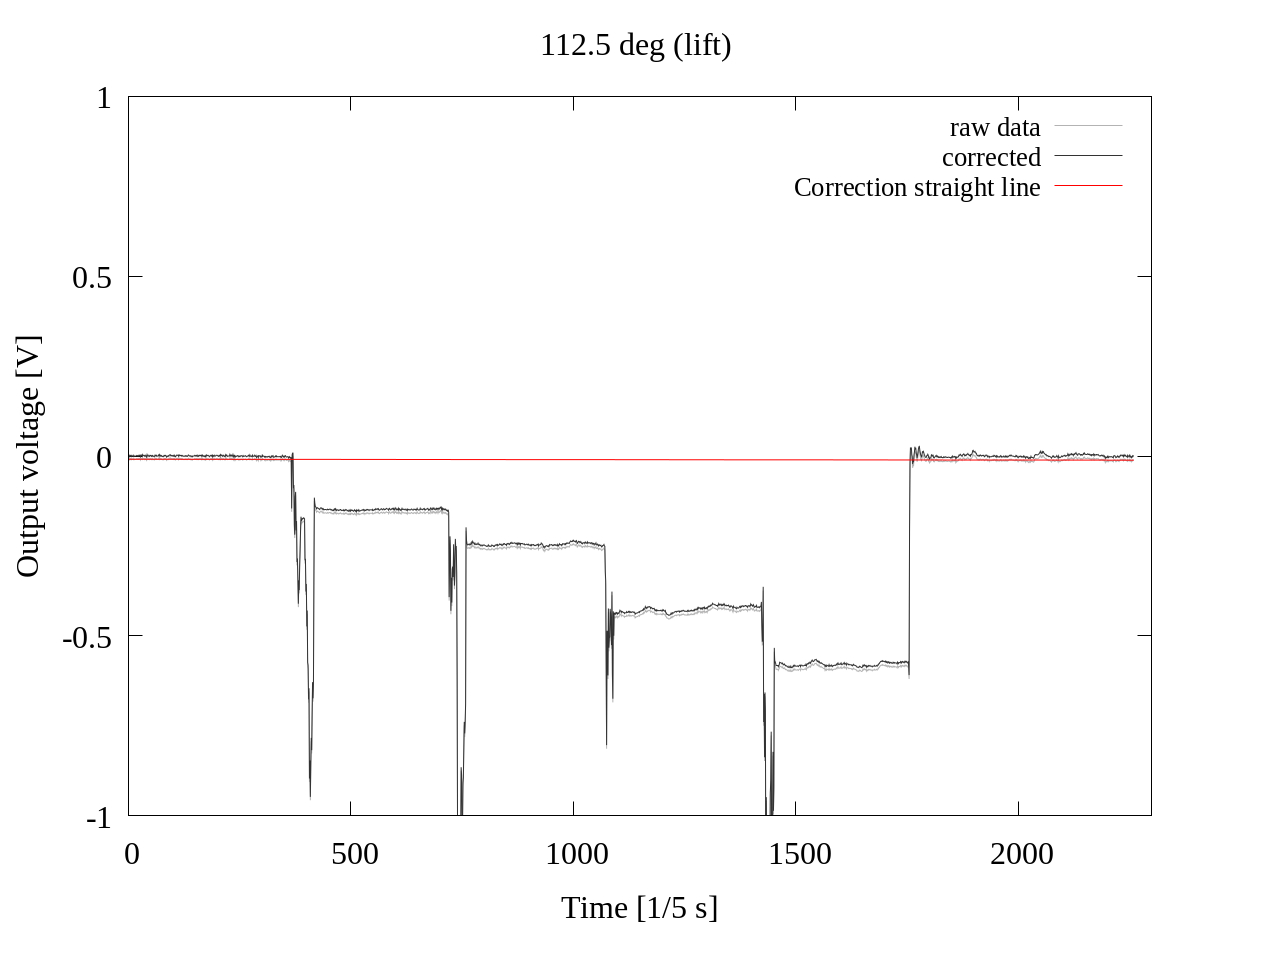 112.5 deg (lift)
raw data
corrected
Correction straight line
1
0.5
0
-0.5
-1
Output voltage [V]
0 500 1000 1500 2000
Time [1/5 s]